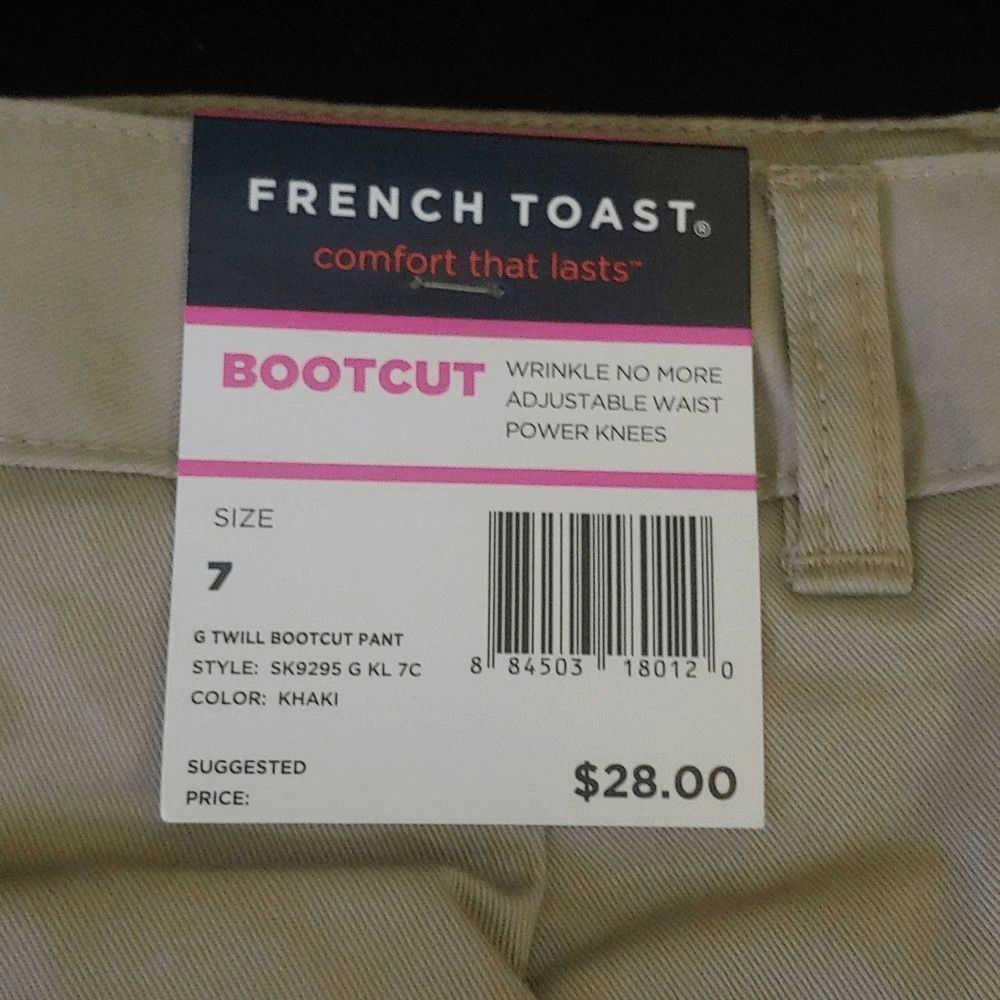 FRENCH TOAST®
comfort that lasts™
BOOTCUT
WRINKLE NO MORE
ADJUSTABLE WAIST
POWER KNEES
SIZE
7
G TWILL BOOTCUT PANT
STYLE: SK9295 G KL 7C
COLOR: KHAKI
8 84503 18012 0
SUGGESTED
PRICE:
$28.00